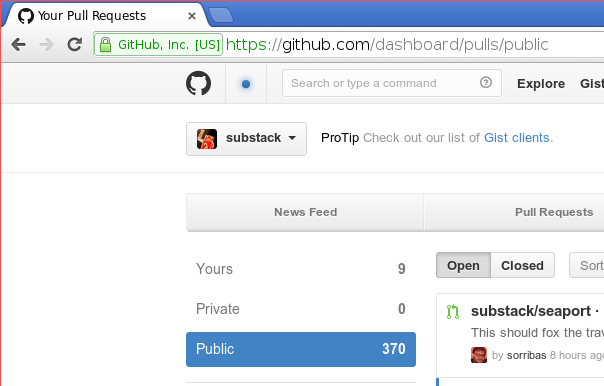 Your Pull Requests
GitHub, Inc. [US] https://github.com/dashboard/pulls/public
Search or type a command Explore Gist
substack ProTip Check out our list of Gist clients.
News Feed Pull Requests
Yours 9
Open Closed Sort
Private 0
substack/seaport ·
This should fox the tra
Public 370
by sorribas 8 hours ago